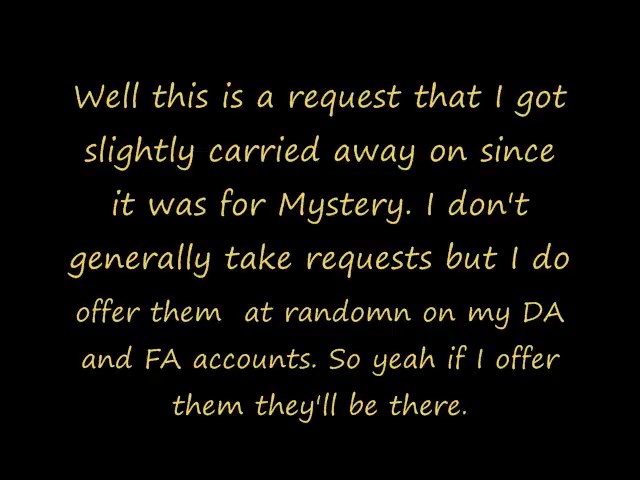 Well this is a request that I got
slightly carried away on since
it was for Mystery. I don't
generally take requests but I do
offer them at randomn on my DA
and FA accounts. So yeah if I offer
them they'll be there.